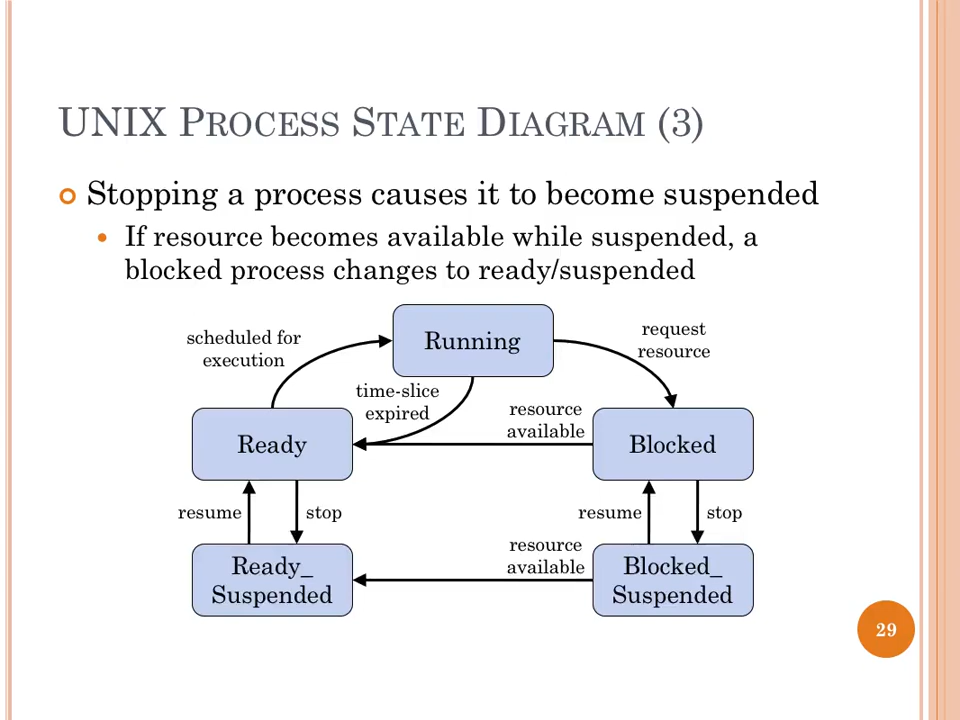 UNIX PROCESS STATE DIAGRAM (3)
Stopping a process causes it to become suspended
If resource becomes available while suspended, a
blocked process changes to ready/suspended
scheduled for
execution
Running
request
resource
time-slice
expired
resource
available
Ready
Blocked
resume
stop
resume
stop
resource
available
Ready_
Suspended
Blocked_
Suspended
29